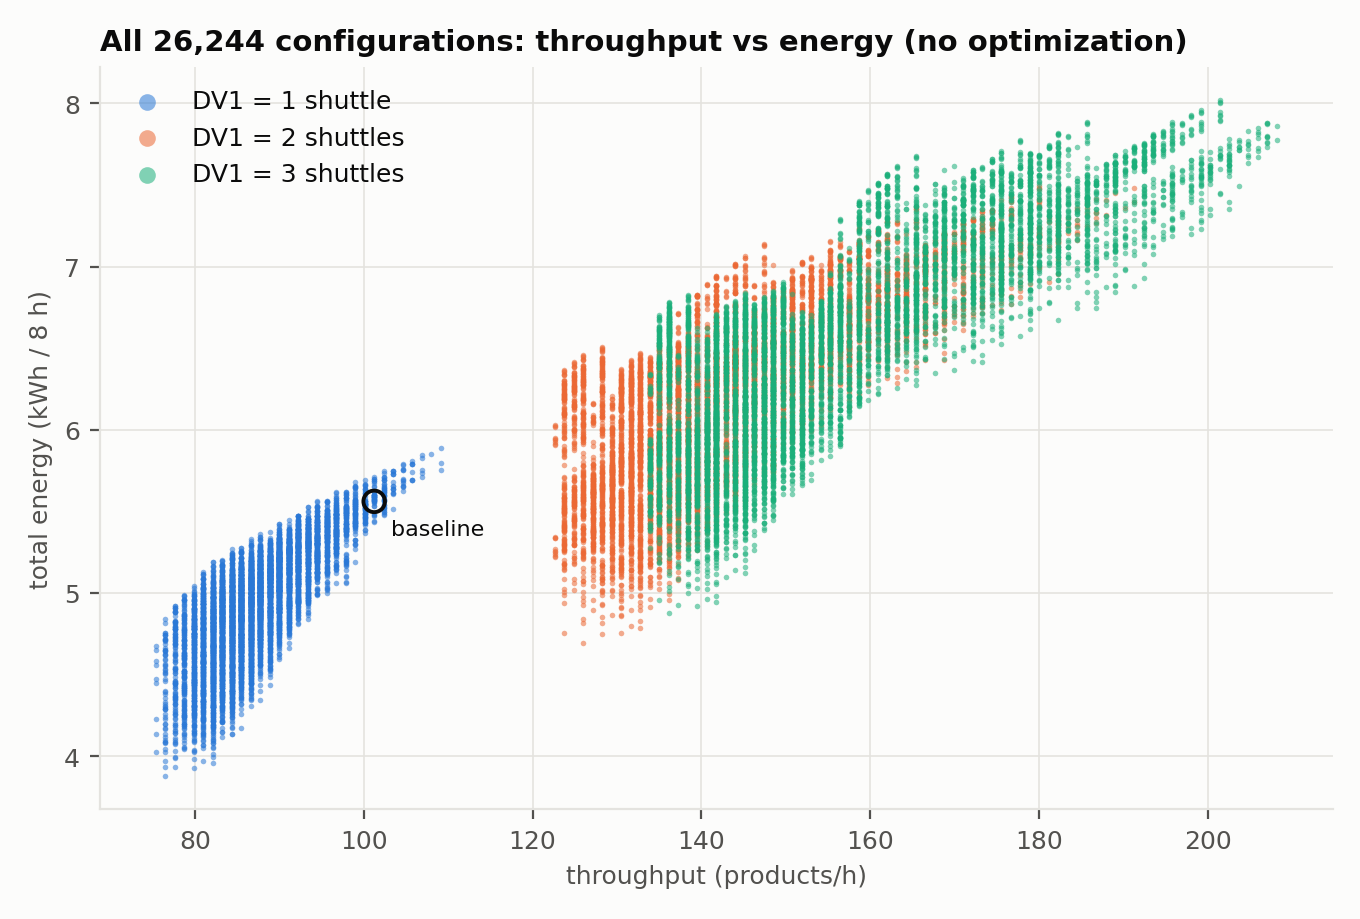 All 26,244 configurations: throughput vs energy (no optimization)
DV1 = 1 shuttle
DV1 = 2 shuttles
DV1 = 3 shuttles
8
7
6
5
4
total energy (kWh / 8 h)
baseline
80 100 120 140 160 180 200
throughput (products/h)